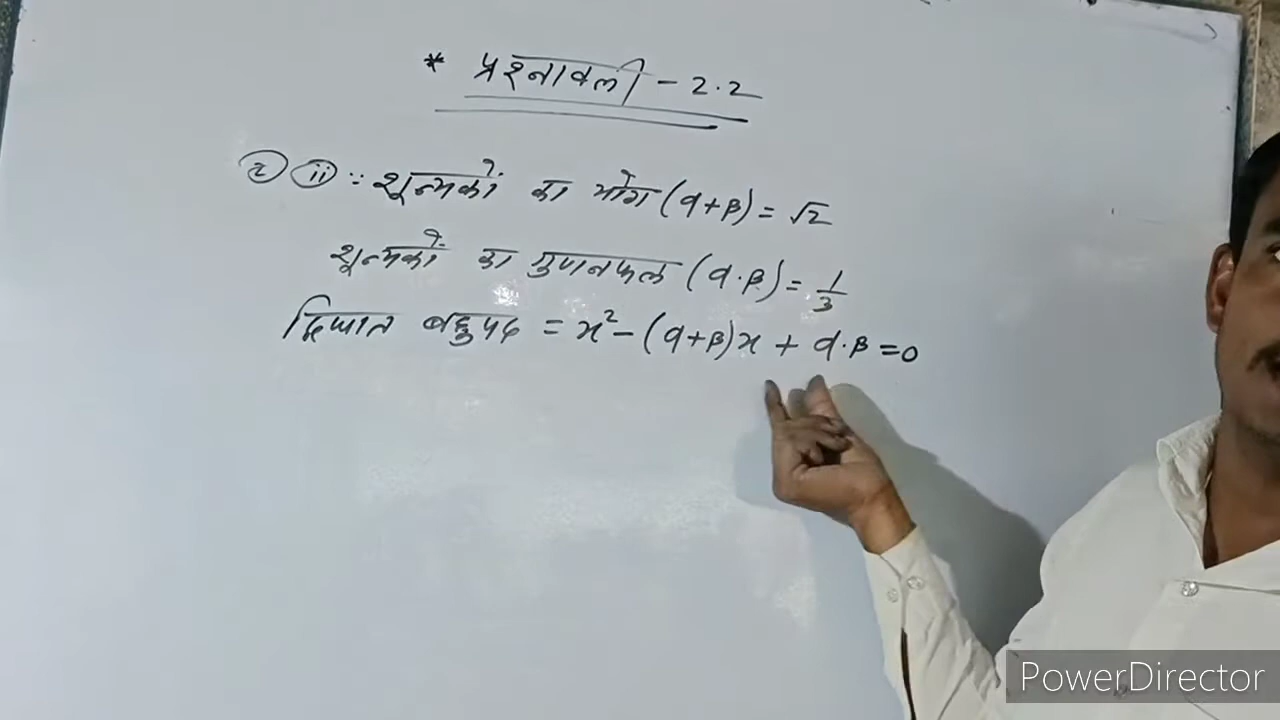 * प्रश्नावली - 2.2
② ⅱ ∵ शून्यकों का योग (α+β) = √2
शून्यकों का गुणनफल (α.β) = 1/3
द्विघात बहुपद = x² - (α+β)x + α.β = 0
PowerDirector